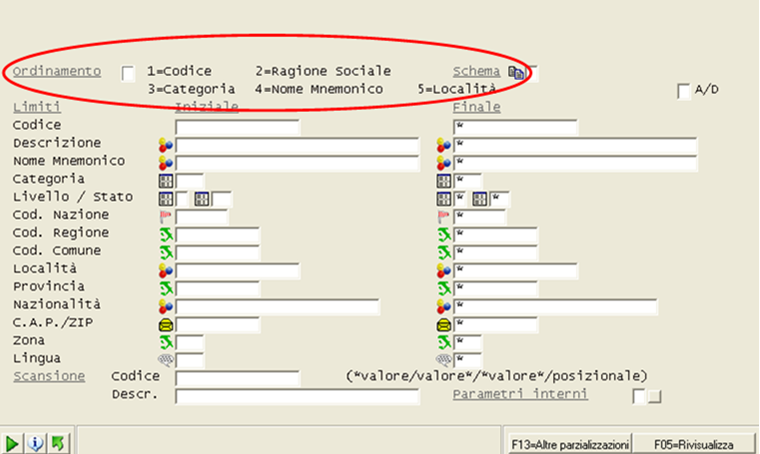 Ordinamento 1=Codice 2=Ragione Sociale Schema
3=Categoria 4=Nome Mnemonico 5=Località A/D
Limiti Iniziale Finale
Codice *
Descrizione *
Nome Mnemonico *
Categoria *
Livello / Stato * *
Cod. Nazione *
Cod. Regione *
Cod. Comune *
Località *
Provincia *
Nazionalità *
C.A.P./ZIP *
Zona *
Lingua *
Scansione Codice (*valore/valore*/*valore*/posizionale)
Descr. Parametri interni
F13=Altre parzializzazioni F05=Rivisualizza